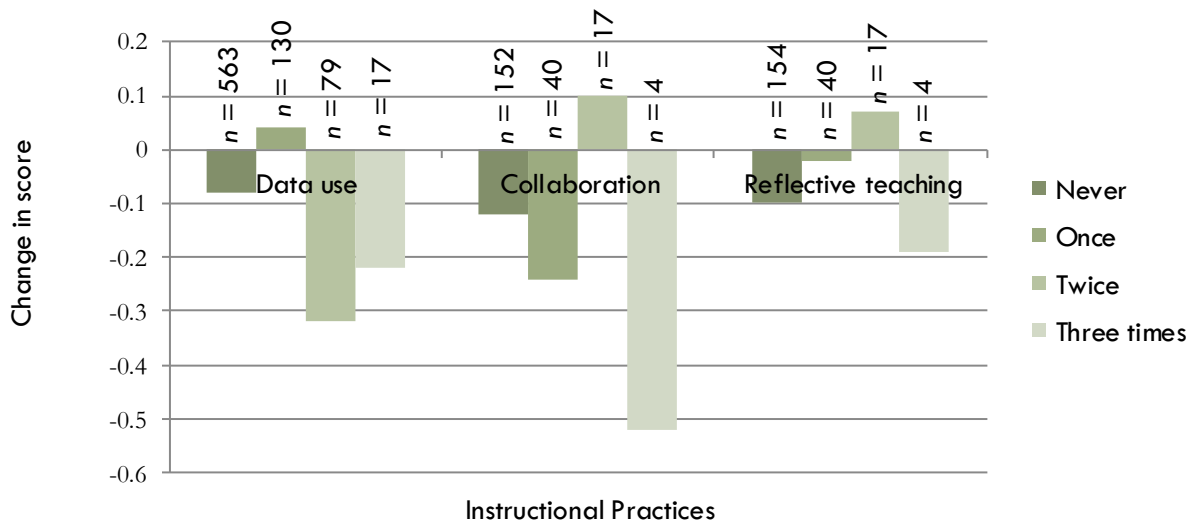 n = 563
n = 130
n = 79
n = 17
n = 152
n = 40
n = 17
n = 4
n = 154
n = 40
n = 17
n = 4
0.2
0.1
0
-0.1
-0.2
-0.3
-0.4
-0.5
-0.6
Change in score
Data use
Collaboration
Reflective teaching
Never
Once
Twice
Three times
Instructional Practices